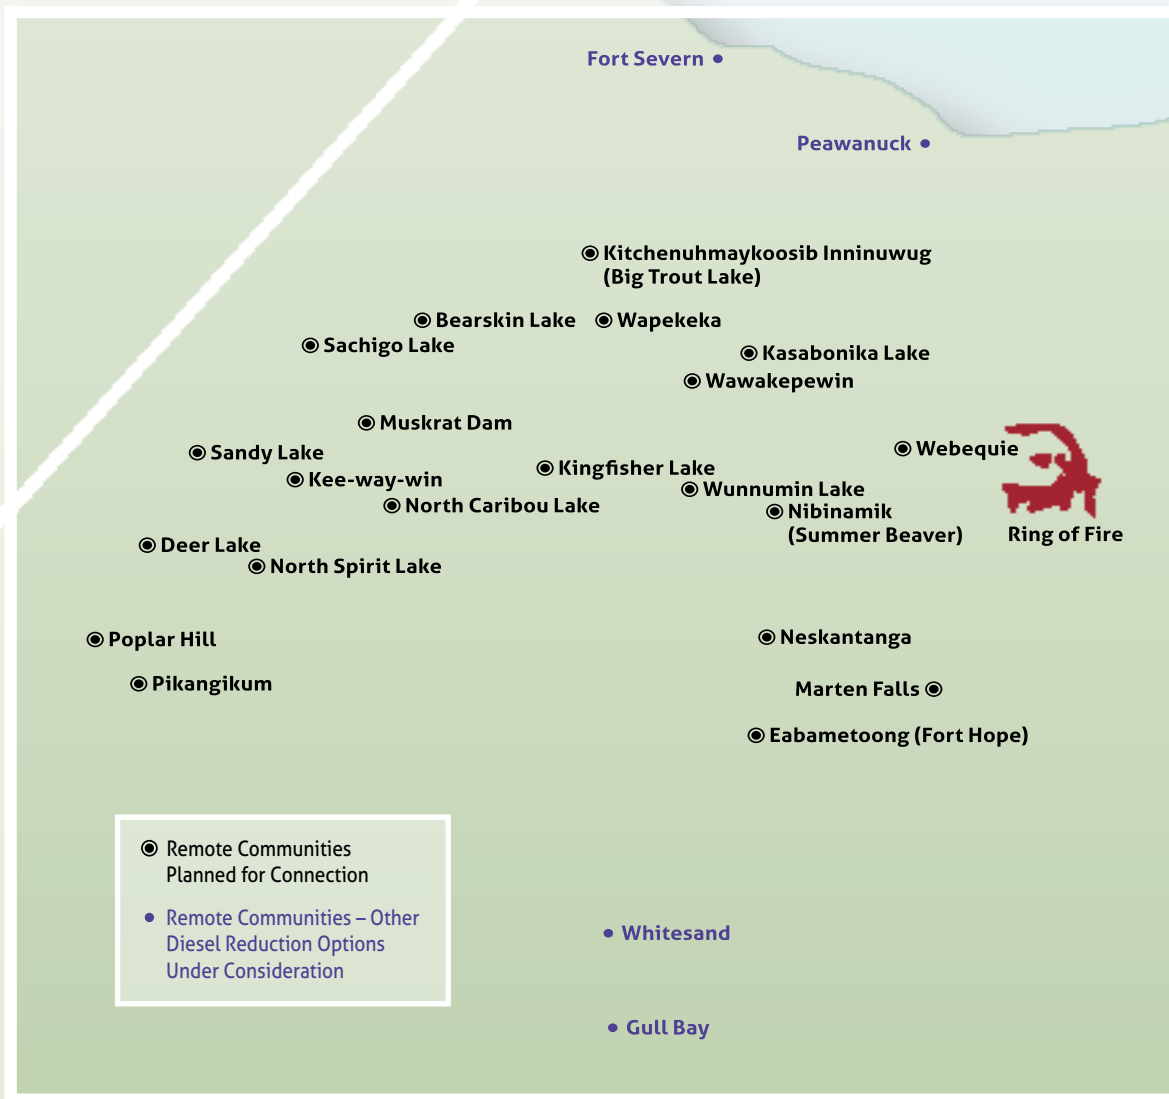 Fort Severn
Peawanuck
Kitchenuhmaykoosib Inninuwug
(Big Trout Lake)
Bearskin Lake
Wapekeka
Sachigo Lake
Kasabonika Lake
Wawakepewin
Muskrat Dam
Webequie
Sandy Lake
Kingfisher Lake
Kee-way-win
Wunnumin Lake
North Caribou Lake
Nibinamik
(Summer Beaver)
Ring of Fire
Deer Lake
North Spirit Lake
Poplar Hill
Neskantanga
Pikangikum
Marten Falls
Eabametoong (Fort Hope)
Remote Communities
Planned for Connection
Remote Communities – Other
Diesel Reduction Options
Under Consideration
Whitesand
Gull Bay